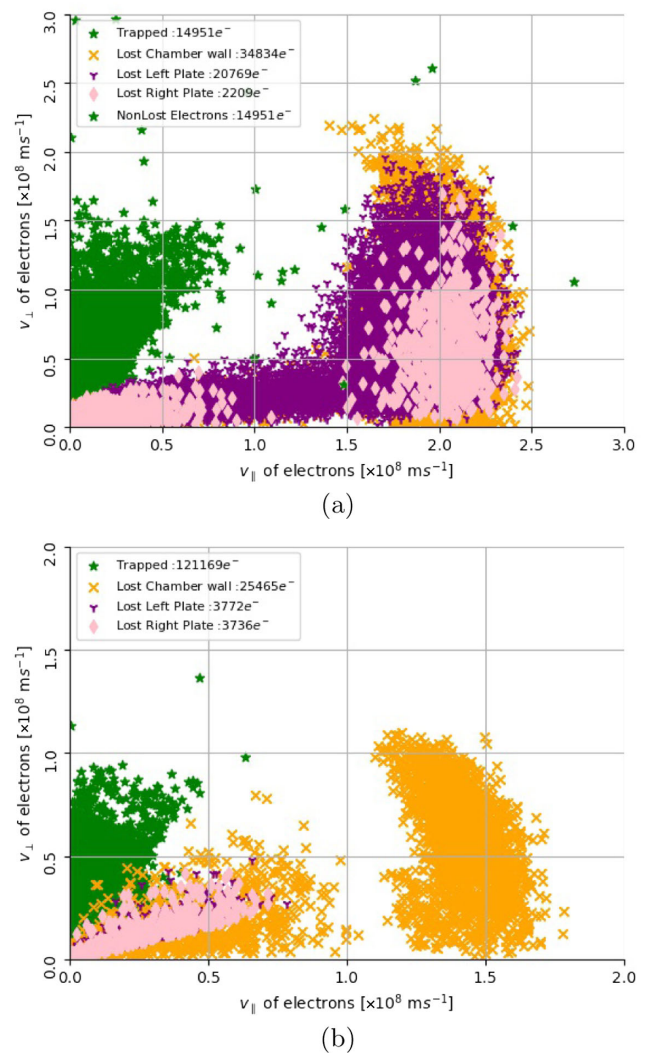 3.0
2.5
2.0
1.5
1.0
0.5
0.0
v⊥ of electrons [×10⁸ ms⁻¹]
Trapped :14951e⁻
Lost Chamber wall :34834e⁻
Lost Left Plate :20769e⁻
Lost Right Plate :2209e⁻
NonLost Electrons :14951e⁻
0.0 0.5 1.0 1.5 2.0 2.5 3.0
v∥ of electrons [×10⁸ ms⁻¹]
(a)
2.0
1.5
1.0
0.5
0.0
v⊥ of electrons [×10⁸ ms⁻¹]
Trapped :121169e⁻
Lost Chamber wall :25465e⁻
Lost Left Plate :3772e⁻
Lost Right Plate :3736e⁻
0.0 0.5 1.0 1.5 2.0
v∥ of electrons [×10⁸ ms⁻¹]
(b)